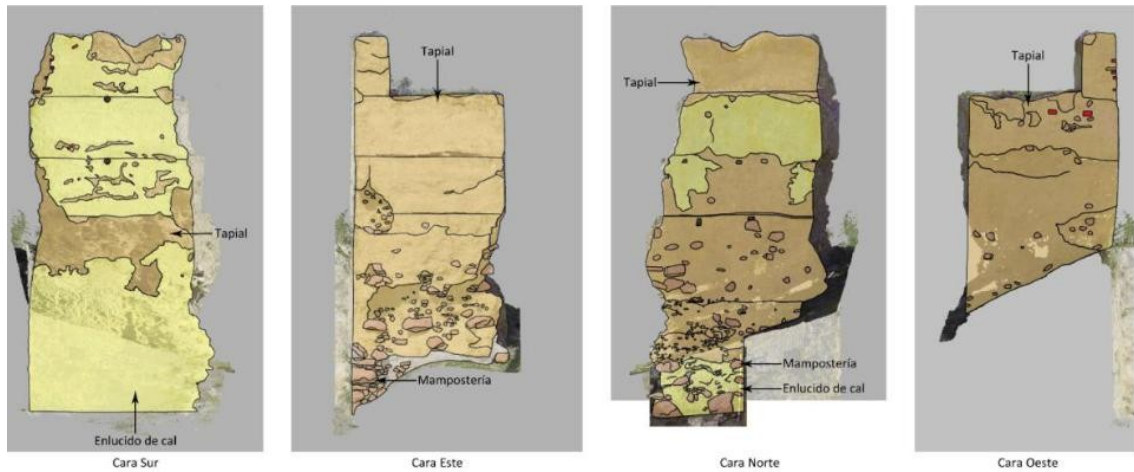 Tapial
Enlucido de cal
Cara Sur
Tapial
Mampostería
Cara Este
Tapial
Mampostería
Enlucido de cal
Cara Norte
Tapial
Cara Oeste